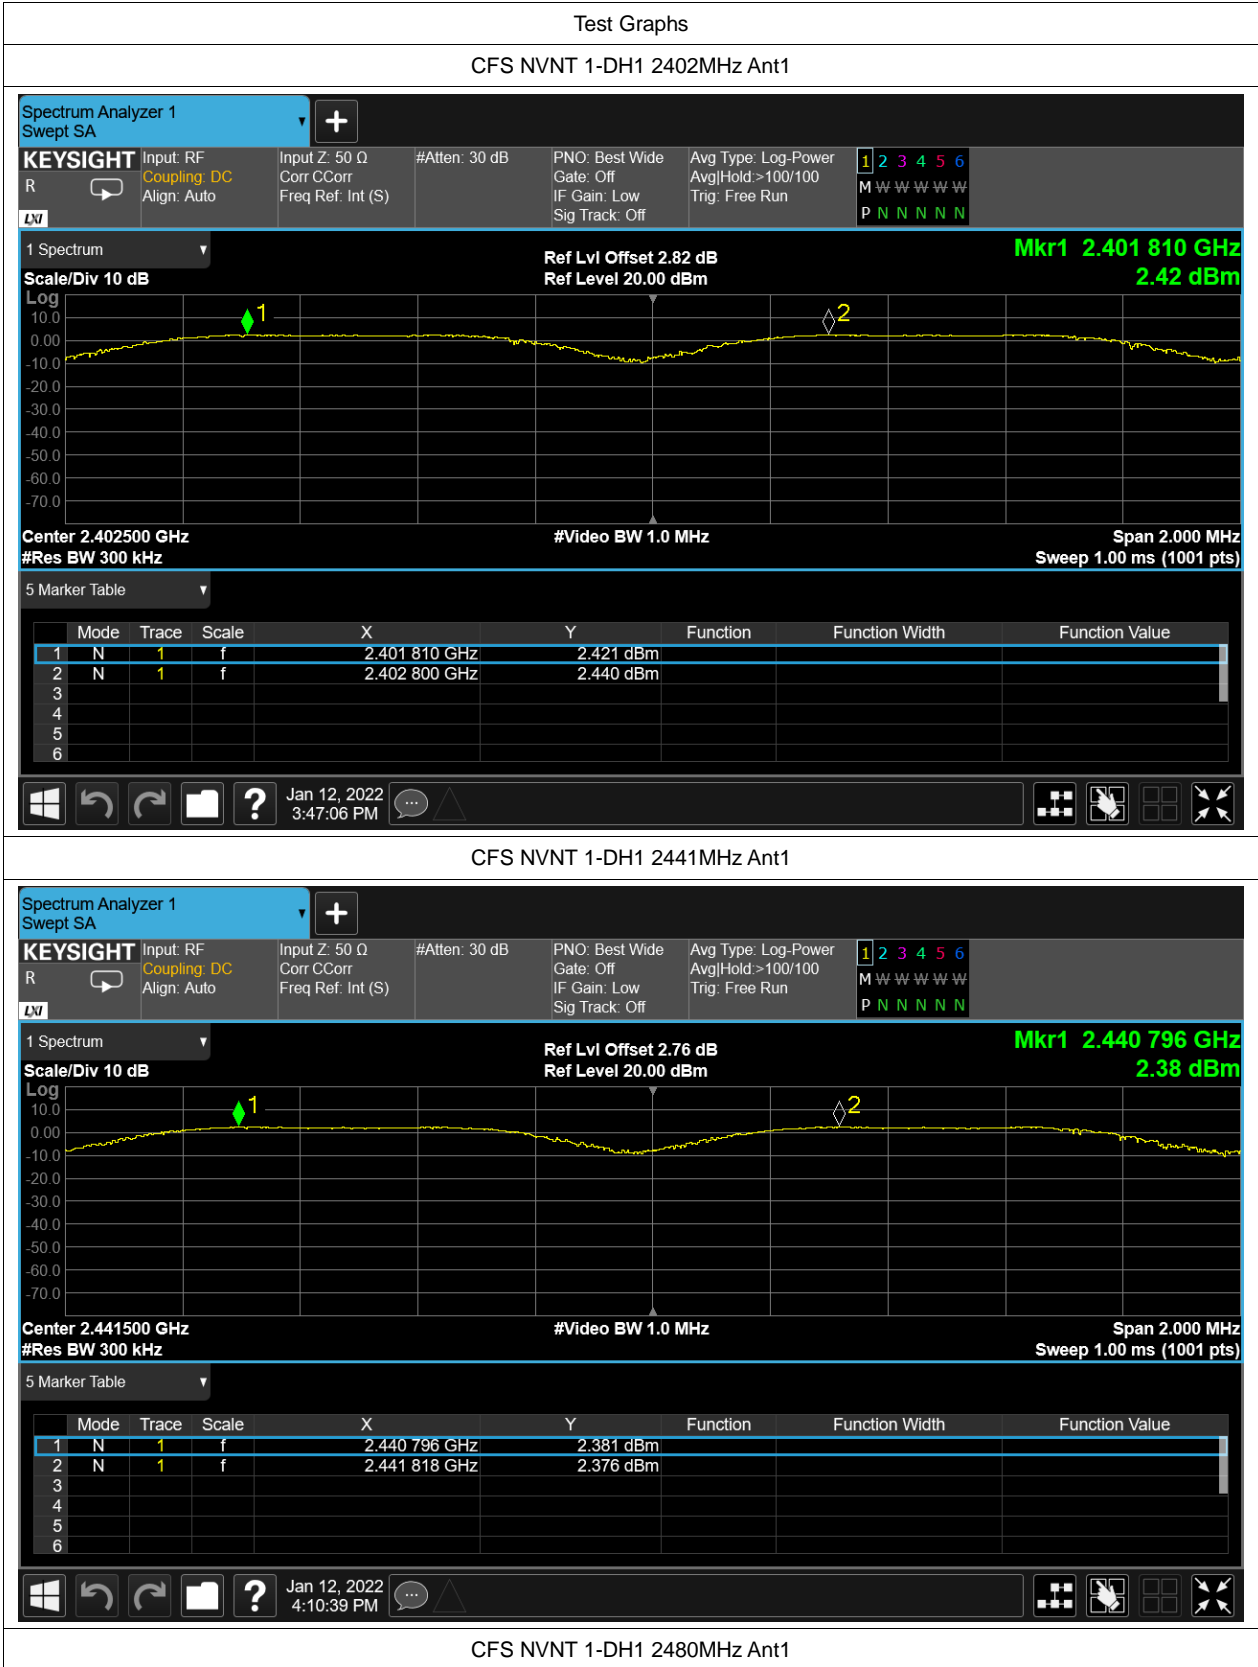 Test Graphs
CFS NVNT 1-DH1 2402MHz Ant1
Spectrum Analyzer 1
Swept SA
KEYSIGHT
R
LXI
Input: RF
Coupling: DC
Align: Auto
Input Z: 50 Ω
Corr CCorr
Freq Ref: Int (S)
#Atten: 30 dB
PNO: Best Wide
Gate: Off
IF Gain: Low
Sig Track: Off
Avg Type: Log-Power
Avg|Hold:>100/100
Trig: Free Run
1 2 3 4 5 6
M W W W W W
P N N N N N
1 Spectrum
Scale/Div 10 dB
Ref Lvl Offset 2.82 dB
Ref Level 20.00 dBm
Mkr1 2.401 810 GHz
2.42 dBm
Log
10.0
0.00
-10.0
-20.0
-30.0
-40.0
-50.0
-60.0
-70.0
1
2
Center 2.402500 GHz
#Res BW 300 kHz
#Video BW 1.0 MHz
Span 2.000 MHz
Sweep 1.00 ms (1001 pts)
5 Marker Table
Mode Trace Scale X Y Function Function Width Function Value
1 N 1 f 2.401 810 GHz 2.421 dBm
2 N 1 f 2.402 800 GHz 2.440 dBm
3
4
5
6
?
Jan 12, 2022
3:47:06 PM
CFS NVNT 1-DH1 2441MHz Ant1
Spectrum Analyzer 1
Swept SA
KEYSIGHT
R
LXI
Input: RF
Coupling: DC
Align: Auto
Input Z: 50 Ω
Corr CCorr
Freq Ref: Int (S)
#Atten: 30 dB
PNO: Best Wide
Gate: Off
IF Gain: Low
Sig Track: Off
Avg Type: Log-Power
Avg|Hold:>100/100
Trig: Free Run
1 2 3 4 5 6
M W W W W W
P N N N N N
1 Spectrum
Scale/Div 10 dB
Ref Lvl Offset 2.76 dB
Ref Level 20.00 dBm
Mkr1 2.440 796 GHz
2.38 dBm
Log
10.0
0.00
-10.0
-20.0
-30.0
-40.0
-50.0
-60.0
-70.0
1
2
Center 2.441500 GHz
#Res BW 300 kHz
#Video BW 1.0 MHz
Span 2.000 MHz
Sweep 1.00 ms (1001 pts)
5 Marker Table
Mode Trace Scale X Y Function Function Width Function Value
1 N 1 f 2.440 796 GHz 2.381 dBm
2 N 1 f 2.441 818 GHz 2.376 dBm
3
4
5
6
?
Jan 12, 2022
4:10:39 PM
CFS NVNT 1-DH1 2480MHz Ant1